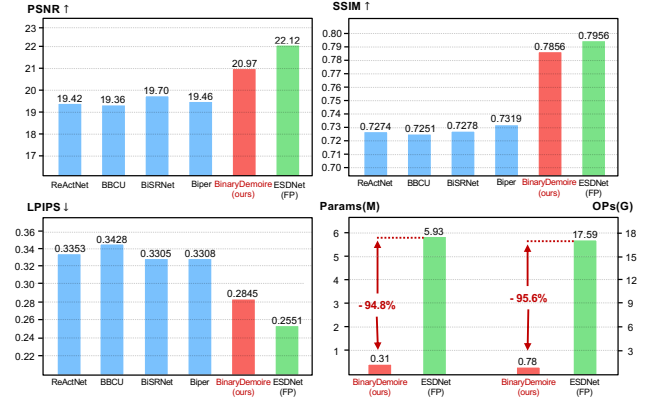 PSNR ↑
23
22
21
20
19
18
17
19.42
19.36
19.70
19.46
20.97
22.12
ReActNet
BBCU
BiSRNet
Biper
BinaryDemoire
(ours)
ESDNet
(FP)
SSIM ↑
0.80
0.79
0.78
0.77
0.76
0.75
0.74
0.73
0.72
0.71
0.70
0.7274
0.7251
0.7278
0.7319
0.7856
0.7956
ReActNet
BBCU
BiSRNet
Biper
BinaryDemoire
(ours)
ESDNet
(FP)
LPIPS ↓
0.36
0.34
0.32
0.30
0.28
0.26
0.24
0.22
0.3353
0.3428
0.3305
0.3308
0.2845
0.2551
ReActNet
BBCU
BiSRNet
Biper
BinaryDemoire
(ours)
ESDNet
(FP)
Params(M)
OPs(G)
6
5
4
3
2
1
5.93
- 94.8%
0.31
17.59
- 95.6%
0.78
18
15
12
9
6
3
BinaryDemoire
(ours)
ESDNet
(FP)
BinaryDemoire
(ours)
ESDNet
(FP)